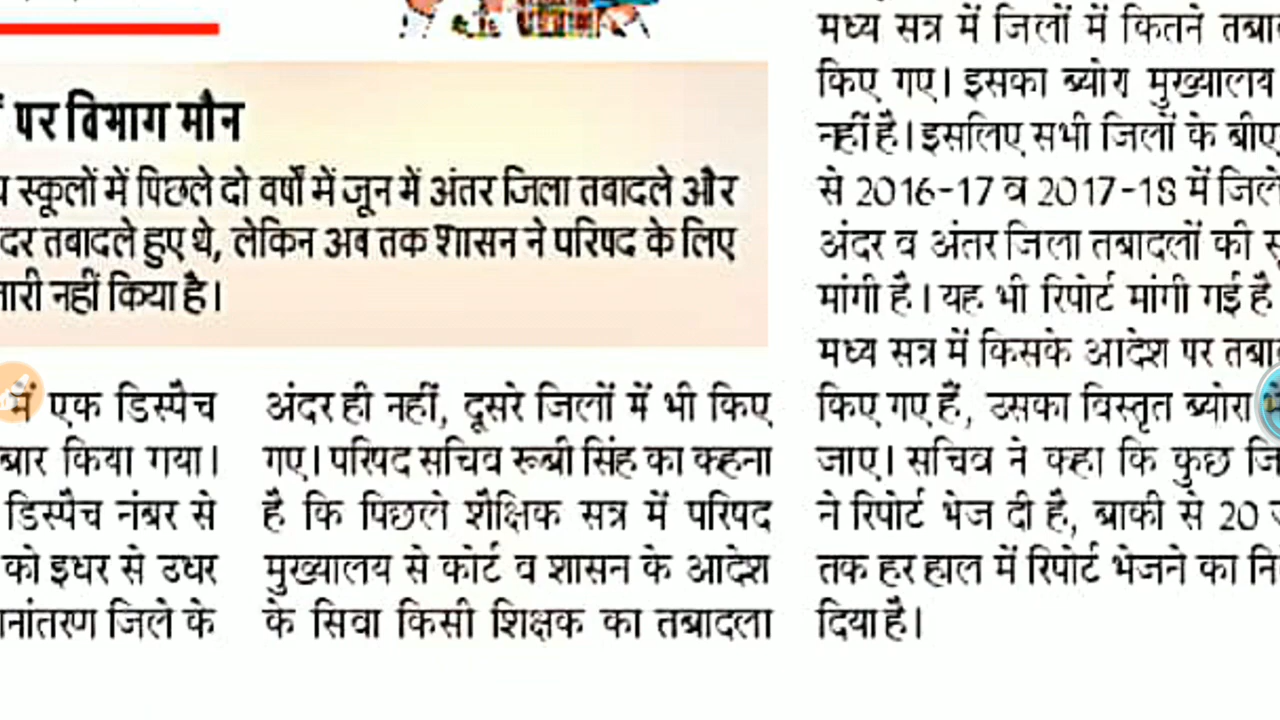 पर विभाग मौन
स्कूलों में पिछले दो वर्षों में जून में अंतर जिला तबादले और
तबादले हुए थे, लेकिन अब तक शासन ने परिषद के लिए
नहीं किया है।
में एक डिस्पैच
किया गया।
डिस्पैच नंबर से
को इधर से उधर
जिले के
अंदर ही नहीं, दूसरे जिलों में भी किए
गए। परिषद सचिव रूबी सिंह का कहना
है कि पिछले शैक्षिक सत्र में परिषद
मुख्यालय से कोर्ट व शासन के आदेश
के सिवा किसी शिक्षक का तबादला
मध्य सत्र में जिलों में कितने
किए गए। इसका ब्योरा मुख्यालय
नहीं है। इसलिए सभी जिलों के
से 2016-17 व 2017-18 में
अंदर व अंतर जिला तबादलों की
मांगी है। यह भी रिपोर्ट मांगी गई है
मध्य सत्र में किसके आदेश पर
किए गए हैं, उसका विस्तृत ब्योरा
जाए। सचिव ने कहा कि कुछ
ने रिपोर्ट भेज दी है, बाकी से 20
तक हर हाल में रिपोर्ट भेजने का
दिया है।